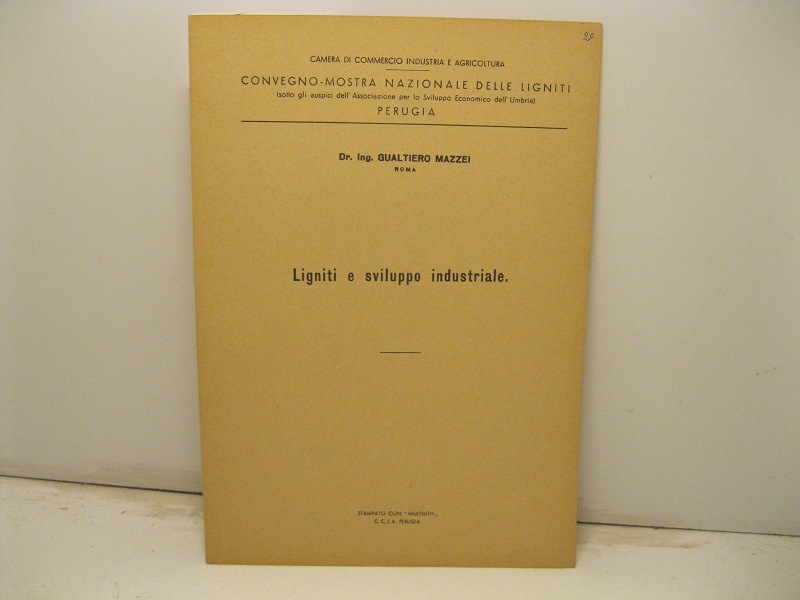 20
CAMERA DI COMMERCIO INDUSTRIA E AGRICOLTURA
CONVEGNO-MOSTRA NAZIONALE DELLE LIGNITI
(sotto gli auspici dell'Associazione per lo Sviluppo Economico dell'Umbria)
PERUGIA
Dr. Ing. GUALTIERO MAZZEI
ROMA
Ligniti e sviluppo industriale.
STAMPATO CON "MULTILITH„
C. C. I. A. PERUGIA